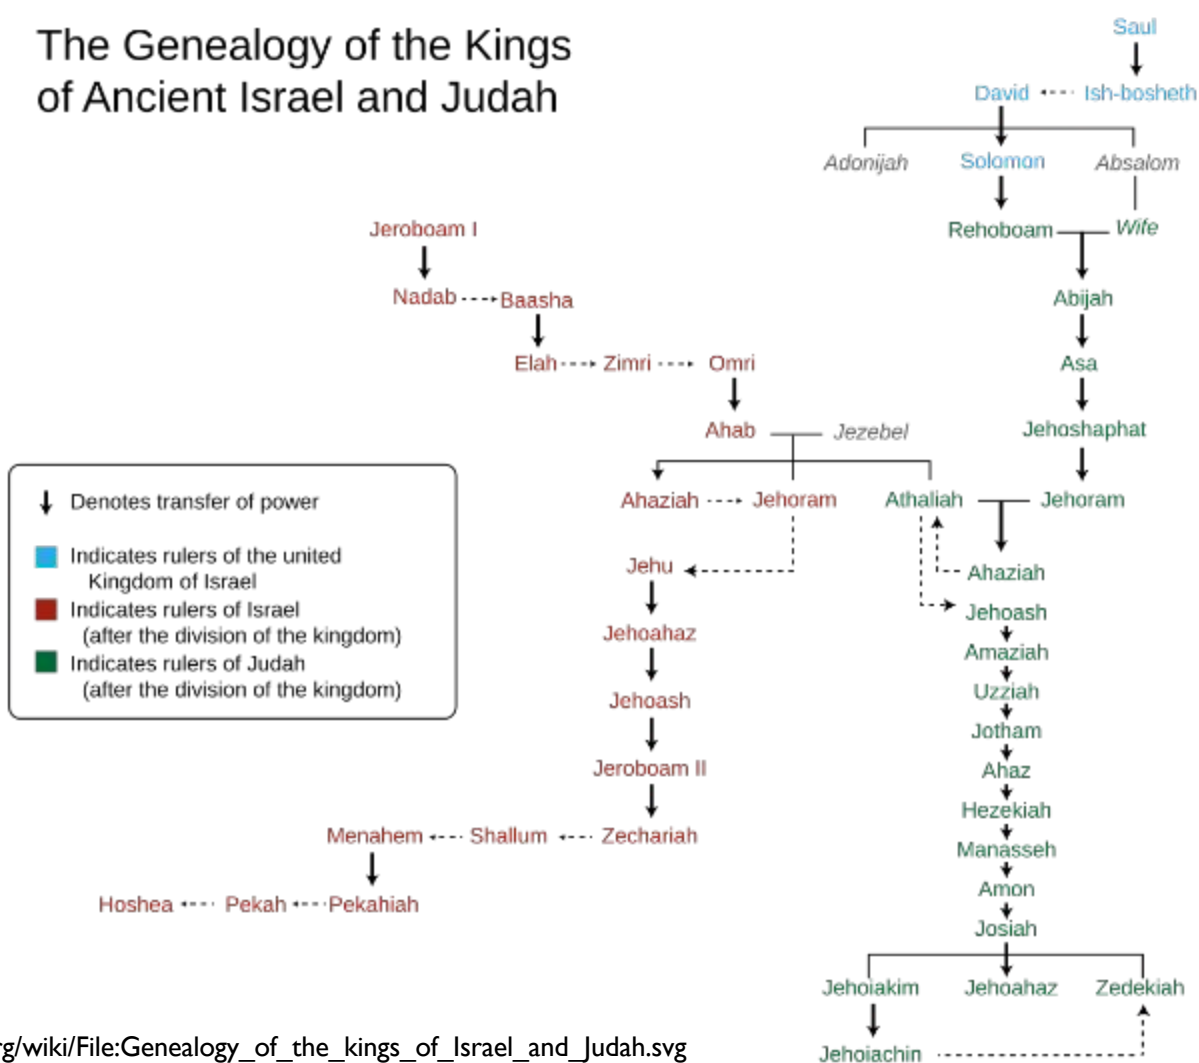 The Genealogy of the Kings
of Ancient Israel and Judah
Saul
David Ish-bosheth
Adonijah Solomon Absalom
Jeroboam I Rehoboam Wife
Nadab Baasha Abijah
Elah Zimri Omri Asa
Ahab Jezebel Jehoshaphat
Ahaziah Jehoram Athaliah Jehoram
Denotes transfer of power
Indicates rulers of the united
Kingdom of Israel
Indicates rulers of Israel
(after the division of the kingdom)
Indicates rulers of Judah
(after the division of the kingdom)
Jehu Ahaziah
Jehoash
Jehoahaz
Amaziah
Jehoash Uzziah
Jotham
Jeroboam II Ahaz
Hezekiah
Menahem Shallum Zechariah
Manasseh
Amon
Hoshea Pekah Pekahiah
Josiah
Jehoiakim Jehoahaz Zedekiah
Jehoiachin
rg/wiki/File:Genealogy_of_the_kings_of_Israel_and_Judah.svg